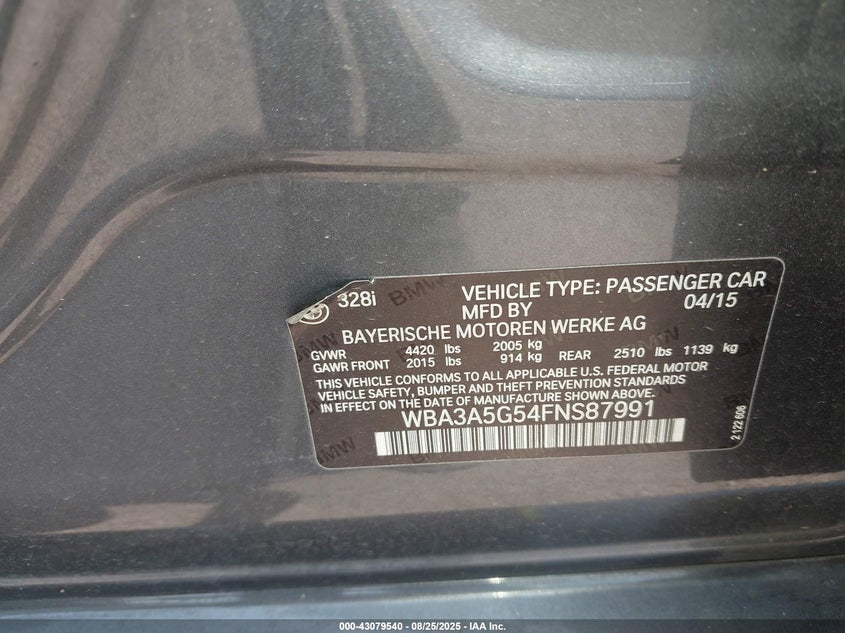 328i VEHICLE TYPE: PASSENGER CAR
MFD BY 04/15
BAYERISCHE MOTOREN WERKE AG
GVWR 4420 lbs 2005 kg
GAWR FRONT 2015 lbs 914 kg REAR 2510 lbs 1139 kg
THIS VEHICLE CONFORMS TO ALL APPLICABLE U.S. FEDERAL MOTOR
VEHICLE SAFETY, BUMPER AND THEFT PREVENTION STANDARDS
IN EFFECT ON THE DATE OF MANUFACTURE SHOWN ABOVE.
WBA3A5G54FNS87991
2 122 606
000-43079540 - 08/25/2025 - IAA Inc.